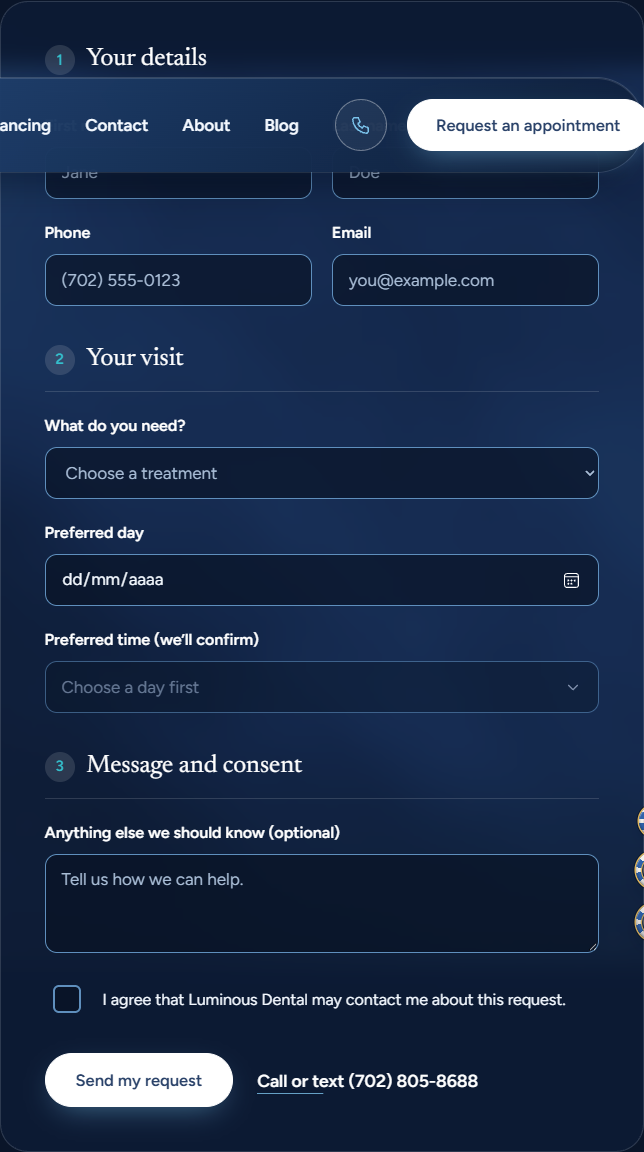 1 Your details
ancing Contact About Blog Request an appointment
Jane Doe
Phone Email
(702) 555-0123 you@example.com
2 Your visit
What do you need?
Choose a treatment
Preferred day
dd/mm/aaaa
Preferred time (we’ll confirm)
Choose a day first
3 Message and consent
Anything else we should know (optional)
Tell us how we can help.
I agree that Luminous Dental may contact me about this request.
Send my request Call or text (702) 805-8688